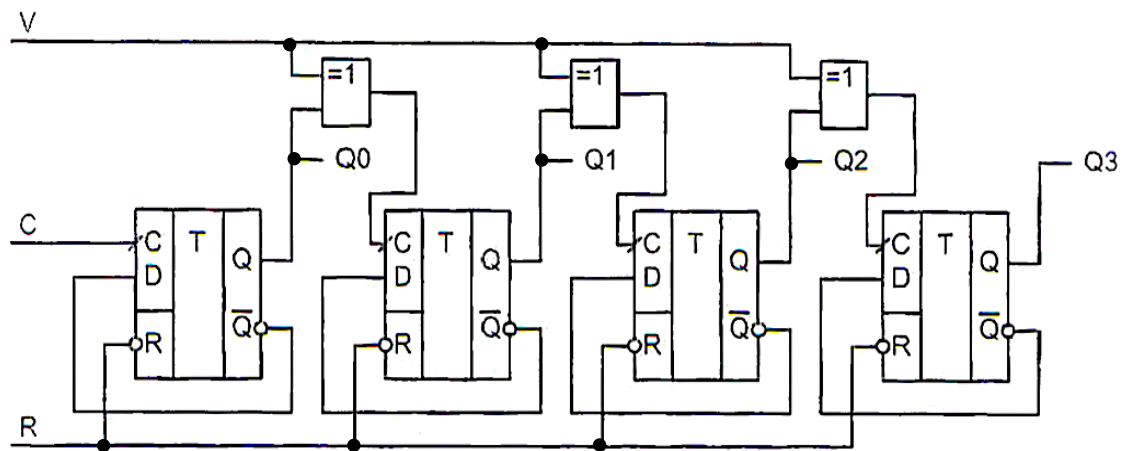 V
=1 =1 =1
Q0 Q1 Q2 Q3
C
C T Q C T Q C T Q C T Q
D D D D
R Q̅ R Q̅ R Q̅ R Q̅
R